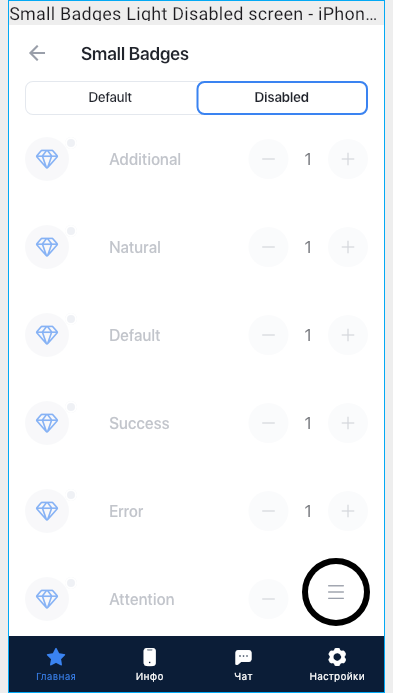 Small Badges Light Disabled screen - iPhon...
Small Badges
Default Disabled
Additional 1
Natural 1
Default 1
Success 1
Error 1
Attention
Главная Инфо Чат Настройки